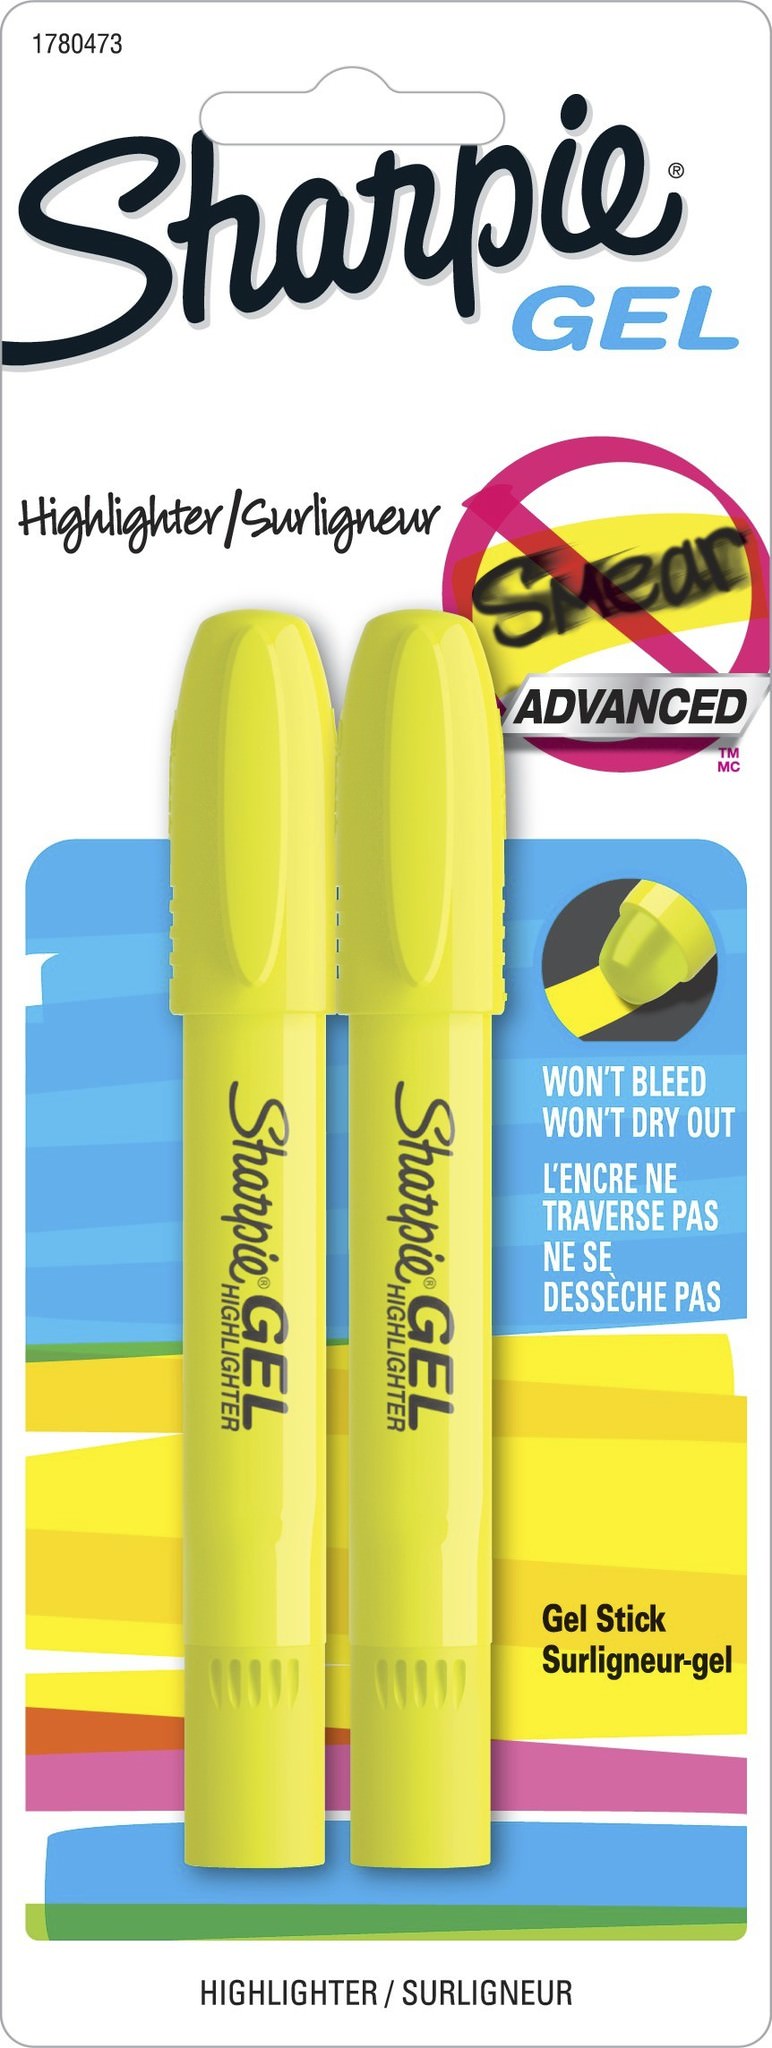 1780473
Sharpie®
GEL
Highlighter/Surligneur
Smear
ADVANCED
TM
MC
WON'T BLEED
WON'T DRY OUT
L'ENCRE NE
TRAVERSE PAS
NE SE
DESSÈCHE PAS
Sharpie® GEL
HIGHLIGHTER
Sharpie® GEL
HIGHLIGHTER
Gel Stick
Surligneur-gel
HIGHLIGHTER / SURLIGNEUR